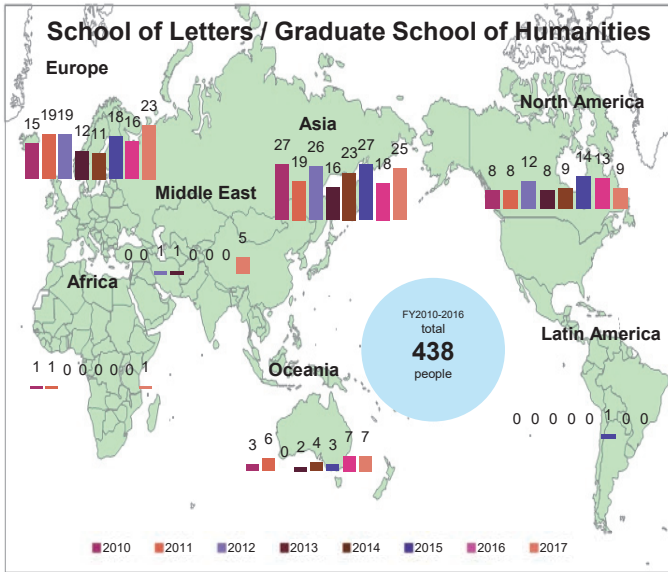 School of Letters / Graduate School of Humanities
Europe
15 19 19 12 11 18 16 23
Asia
27 19 26 16 23 27 18 25
North America
8 8 12 8 9 14 13 9
Middle East
0 0 1 1 0 0 0 5
Africa
1 1 0 0 0 0 0 1
FY2010-2016
total
438
people
Latin America
0 0 0 0 0 1 0 0
Oceania
3 6 0 2 4 3 7 7
2010 2011 2012 2013 2014 2015 2016 2017